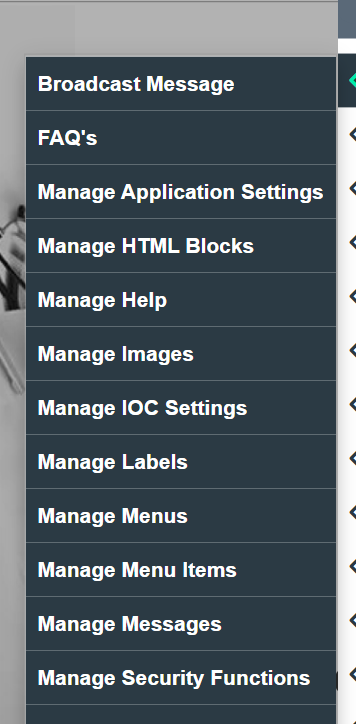 Broadcast Message
FAQ's
Manage Application Settings
Manage HTML Blocks
Manage Help
Manage Images
Manage IOC Settings
Manage Labels
Manage Menus
Manage Menu Items
Manage Messages
Manage Security Functions